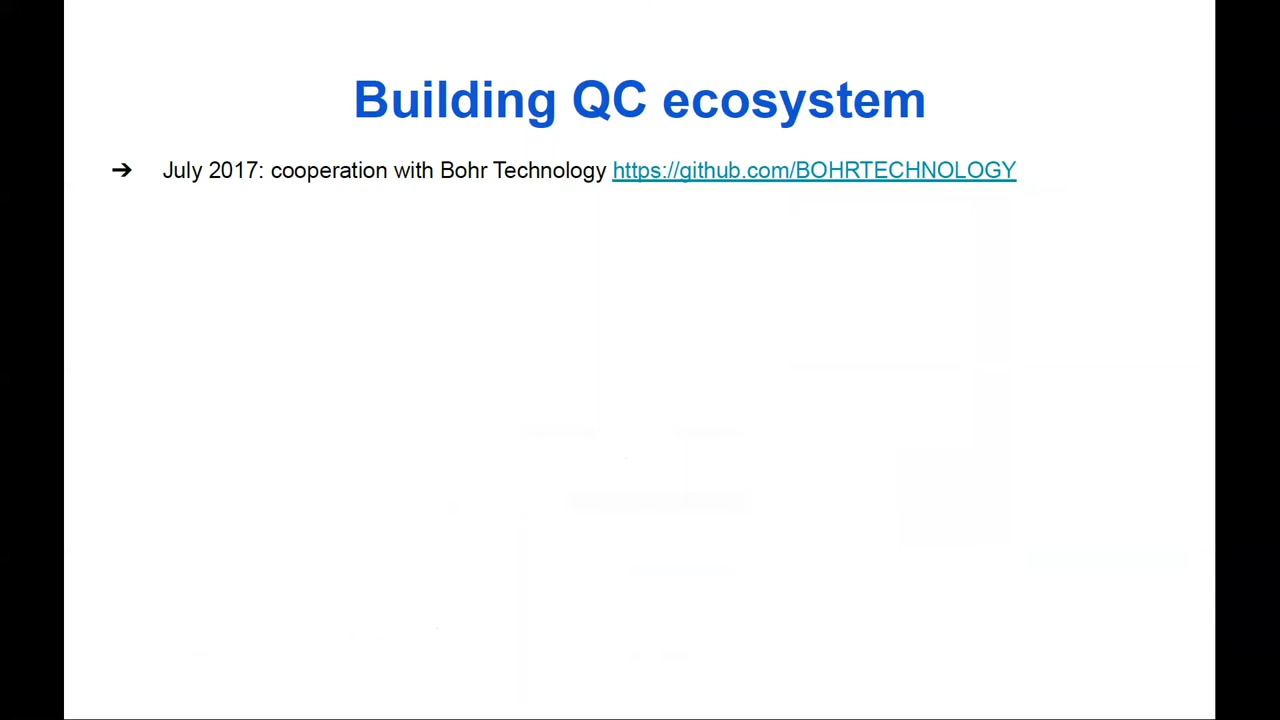 Building QC ecosystem
➔ July 2017: cooperation with Bohr Technology https://github.com/BOHRTECHNOLOGY